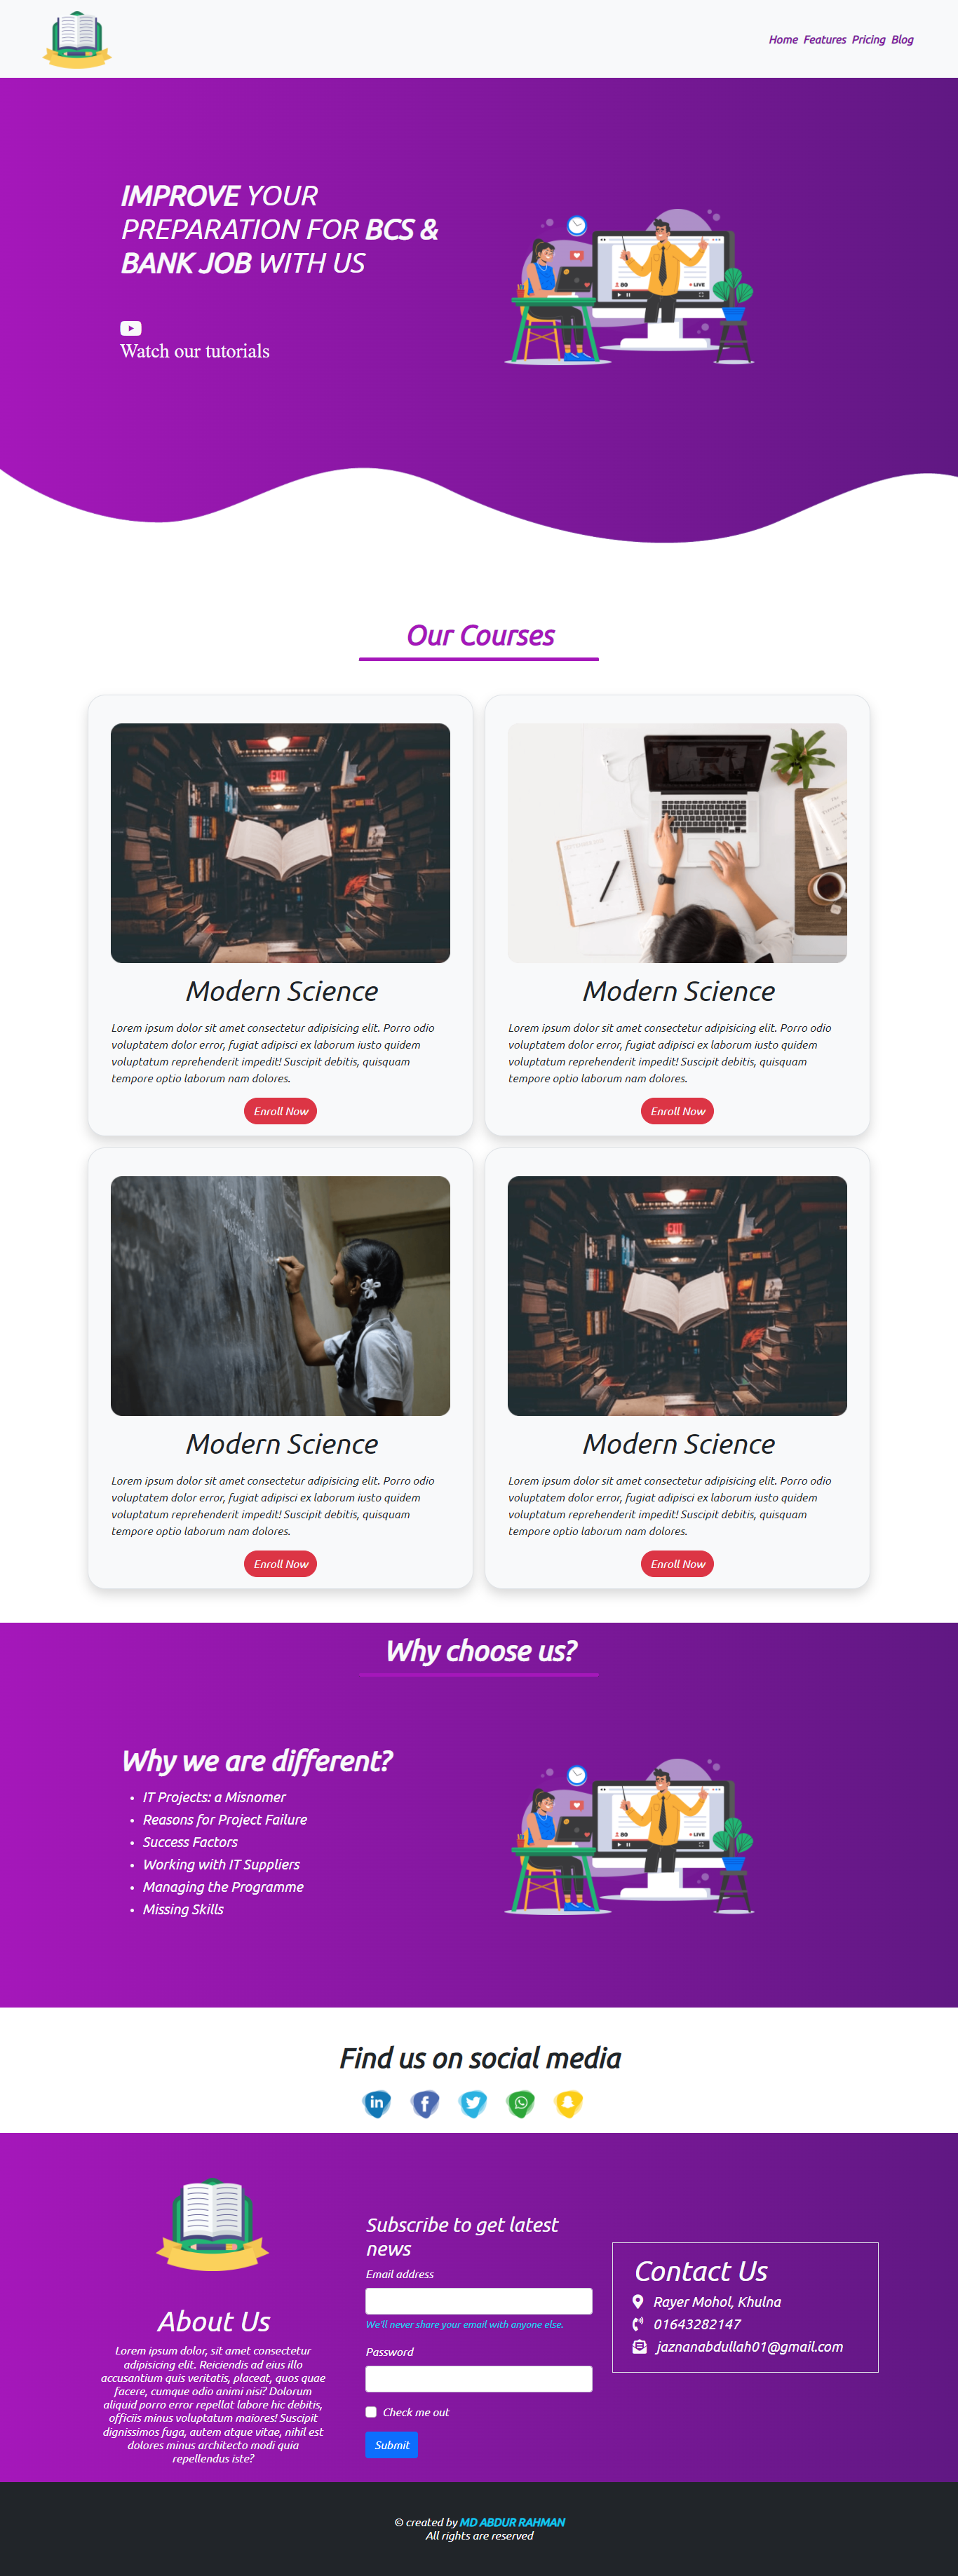 Home Features Pricing Blog
IMPROVE YOUR
PREPARATION FOR BCS &
BANK JOB WITH US
80
LIVE
Watch our tutorials
Our Courses
EXIT
Modern Science
Lorem ipsum dolor sit amet consectetur adipisicing elit. Porro odio
voluptatem dolor error, fugiat adipisci ex laborum iusto quidem
voluptatum reprehenderit impedit! Suscipit debitis, quisquam
tempore optio laborum nam dolores.
Enroll Now
Modern Science
Lorem ipsum dolor sit amet consectetur adipisicing elit. Porro odio
voluptatem dolor error, fugiat adipisci ex laborum iusto quidem
voluptatum reprehenderit impedit! Suscipit debitis, quisquam
tempore optio laborum nam dolores.
Enroll Now
Modern Science
Lorem ipsum dolor sit amet consectetur adipisicing elit. Porro odio
voluptatem dolor error, fugiat adipisci ex laborum iusto quidem
voluptatum reprehenderit impedit! Suscipit debitis, quisquam
tempore optio laborum nam dolores.
Enroll Now
EXIT
Modern Science
Lorem ipsum dolor sit amet consectetur adipisicing elit. Porro odio
voluptatem dolor error, fugiat adipisci ex laborum iusto quidem
voluptatum reprehenderit impedit! Suscipit debitis, quisquam
tempore optio laborum nam dolores.
Enroll Now
Why choose us?
Why we are different?
IT Projects: a Misnomer
Reasons for Project Failure
Success Factors
Working with IT Suppliers
Managing the Programme
Missing Skills
80
LIVE
Find us on social media
in
About Us
Lorem ipsum dolor, sit amet consectetur
adipisicing elit. Reiciendis ad eius illo
accusantium quis veritatis, placeat, quos quae
facere, cumque odio animi nisi? Dolorum
aliquid porro error repellat labore hic debitis,
officiis minus voluptatum maiores! Suscipit
dignissimos fuga, autem atque vitae, nihil est
dolores minus architecto modi quia
repellendus iste?
Subscribe to get latest
news
Email address
We'll never share your email with anyone else.
Password
Check me out
Submit
Contact Us
Rayer Mohol, Khulna
01643282147
jaznanabdullah01@gmail.com
© created by MD ABDUR RAHMAN
All rights are reserved